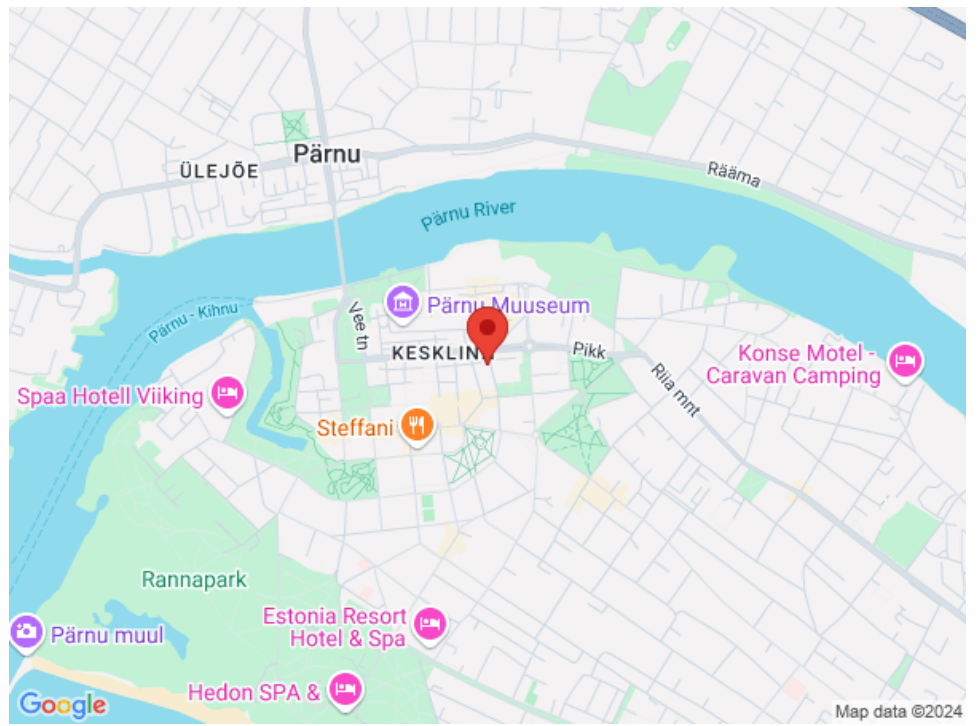 Pärnu
ÜLEJÕE
Rääma
Pärnu River
Pärnu - Kihnu
Vee tn
Pärnu Muuseum
KESKLINN
Pikk
Riia mnt
Konse Motel -
Caravan Camping
Spaa Hotell Viiking
Steffani
Rannapark
Estonia Resort
Hotel & Spa
Pärnu muul
Hedon SPA &
Google
Map data ©2024